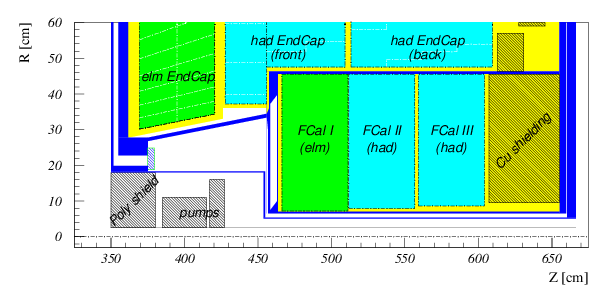 R [cm]
60
50
40
30
20
10
0
had EndCap
(front)
had EndCap
(back)
elm EndCap
FCal I
(elm)
FCal II
(had)
FCal III
(had)
Cu shielding
Poly shield
pumps
350
400
450
500
550
600
650
Z [cm]